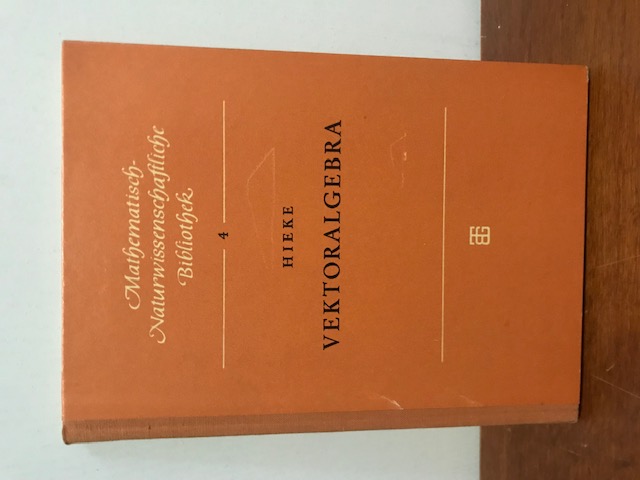 Mathematisch-
Naturwissenschaftliche
Bibliothek
4
HIEKE
VEKTORALGEBRA